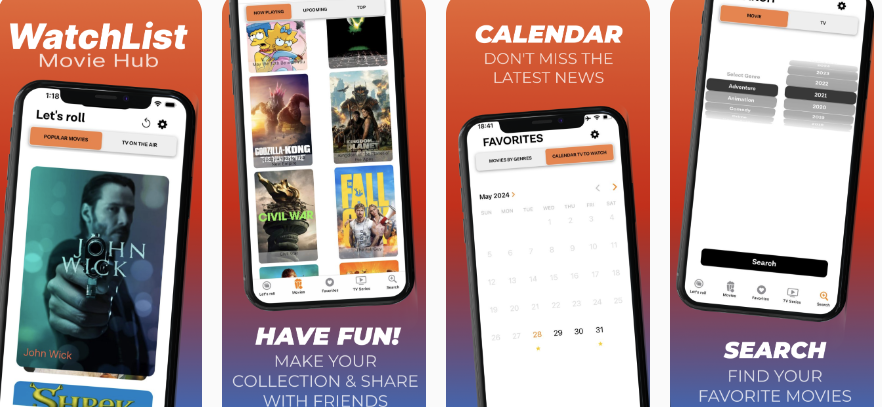 WatchList
Movie Hub
1:18
Let's roll
POPULAR MOVIES
TV ON THE AIR
JOHN
WICK
John Wick
SHREK
NOW PLAYING
UPCOMING
TOP
GODZILLA KONG
THE NEW EMPIRE
KINGDOM
PLANET
CIVIL WAR
FALL
GUY
Let's roll
Movies
Favorites
TV Series
Search
HAVE FUN!
MAKE YOUR
COLLECTION & SHARE
WITH FRIENDS
CALENDAR
DON'T MISS THE
LATEST NEWS
18:41
FAVORITES
MOVIES BY GENRES
CALENDAR TV TO WATCH
May 2024 >
< >
SUN MON TUE WED THU FRI SAT
1 2 3 4
5 6 7 8 9 10 11
12 13 14 15 16 17 18
19 20 21 22 23 24 25
26 27 28 29 30 31
MOVIE
TV
Select Genre
Adventure
Animation
Comedy
2023
2022
2021
2020
2019
Search
Let's roll
Movies
Favorites
TV Series
Search
SEARCH
FIND YOUR
FAVORITE MOVIES